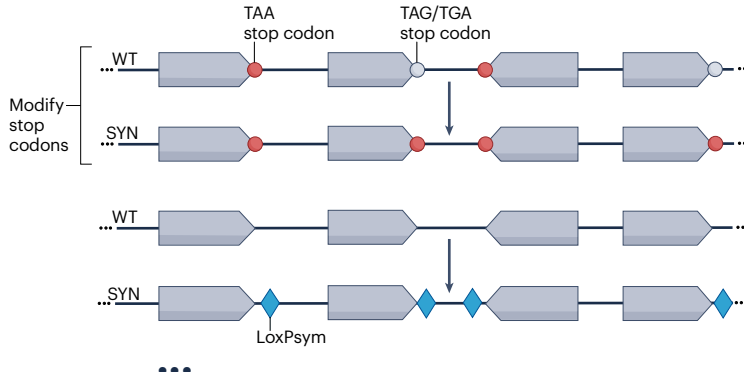 TAA
stop codon
TAG/TGA
stop codon
WT
Modify
stop
codons
SYN
WT
SYN
LoxPsym